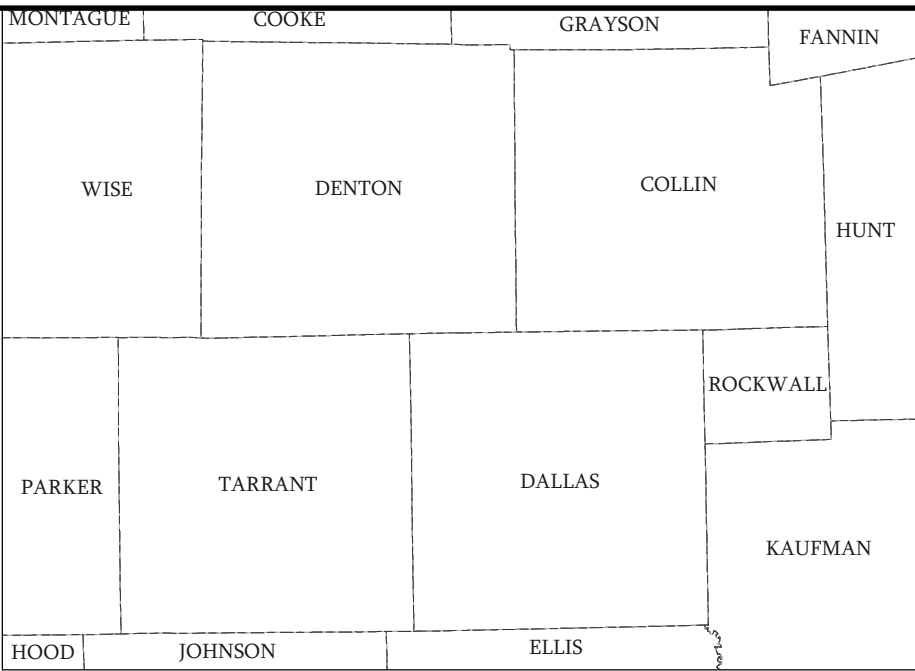 MONTAGUE
COOKE
GRAYSON
FANNIN
WISE
DENTON
COLLIN
HUNT
ROCKWALL
PARKER
TARRANT
DALLAS
KAUFMAN
HOOD
JOHNSON
ELLIS